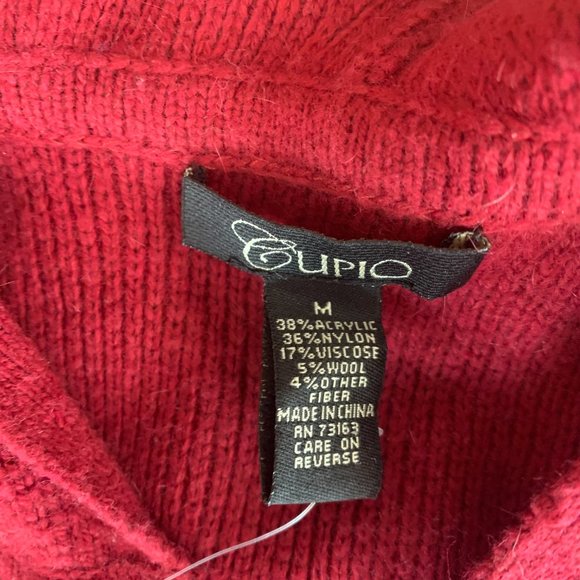 CUPIO
M
38%ACRYLIC
36%NYLON
17%VISCOSE
5%WOOL
4%OTHER
FIBER
MADE IN CHINA
RN 73163
CARE ON
REVERSE